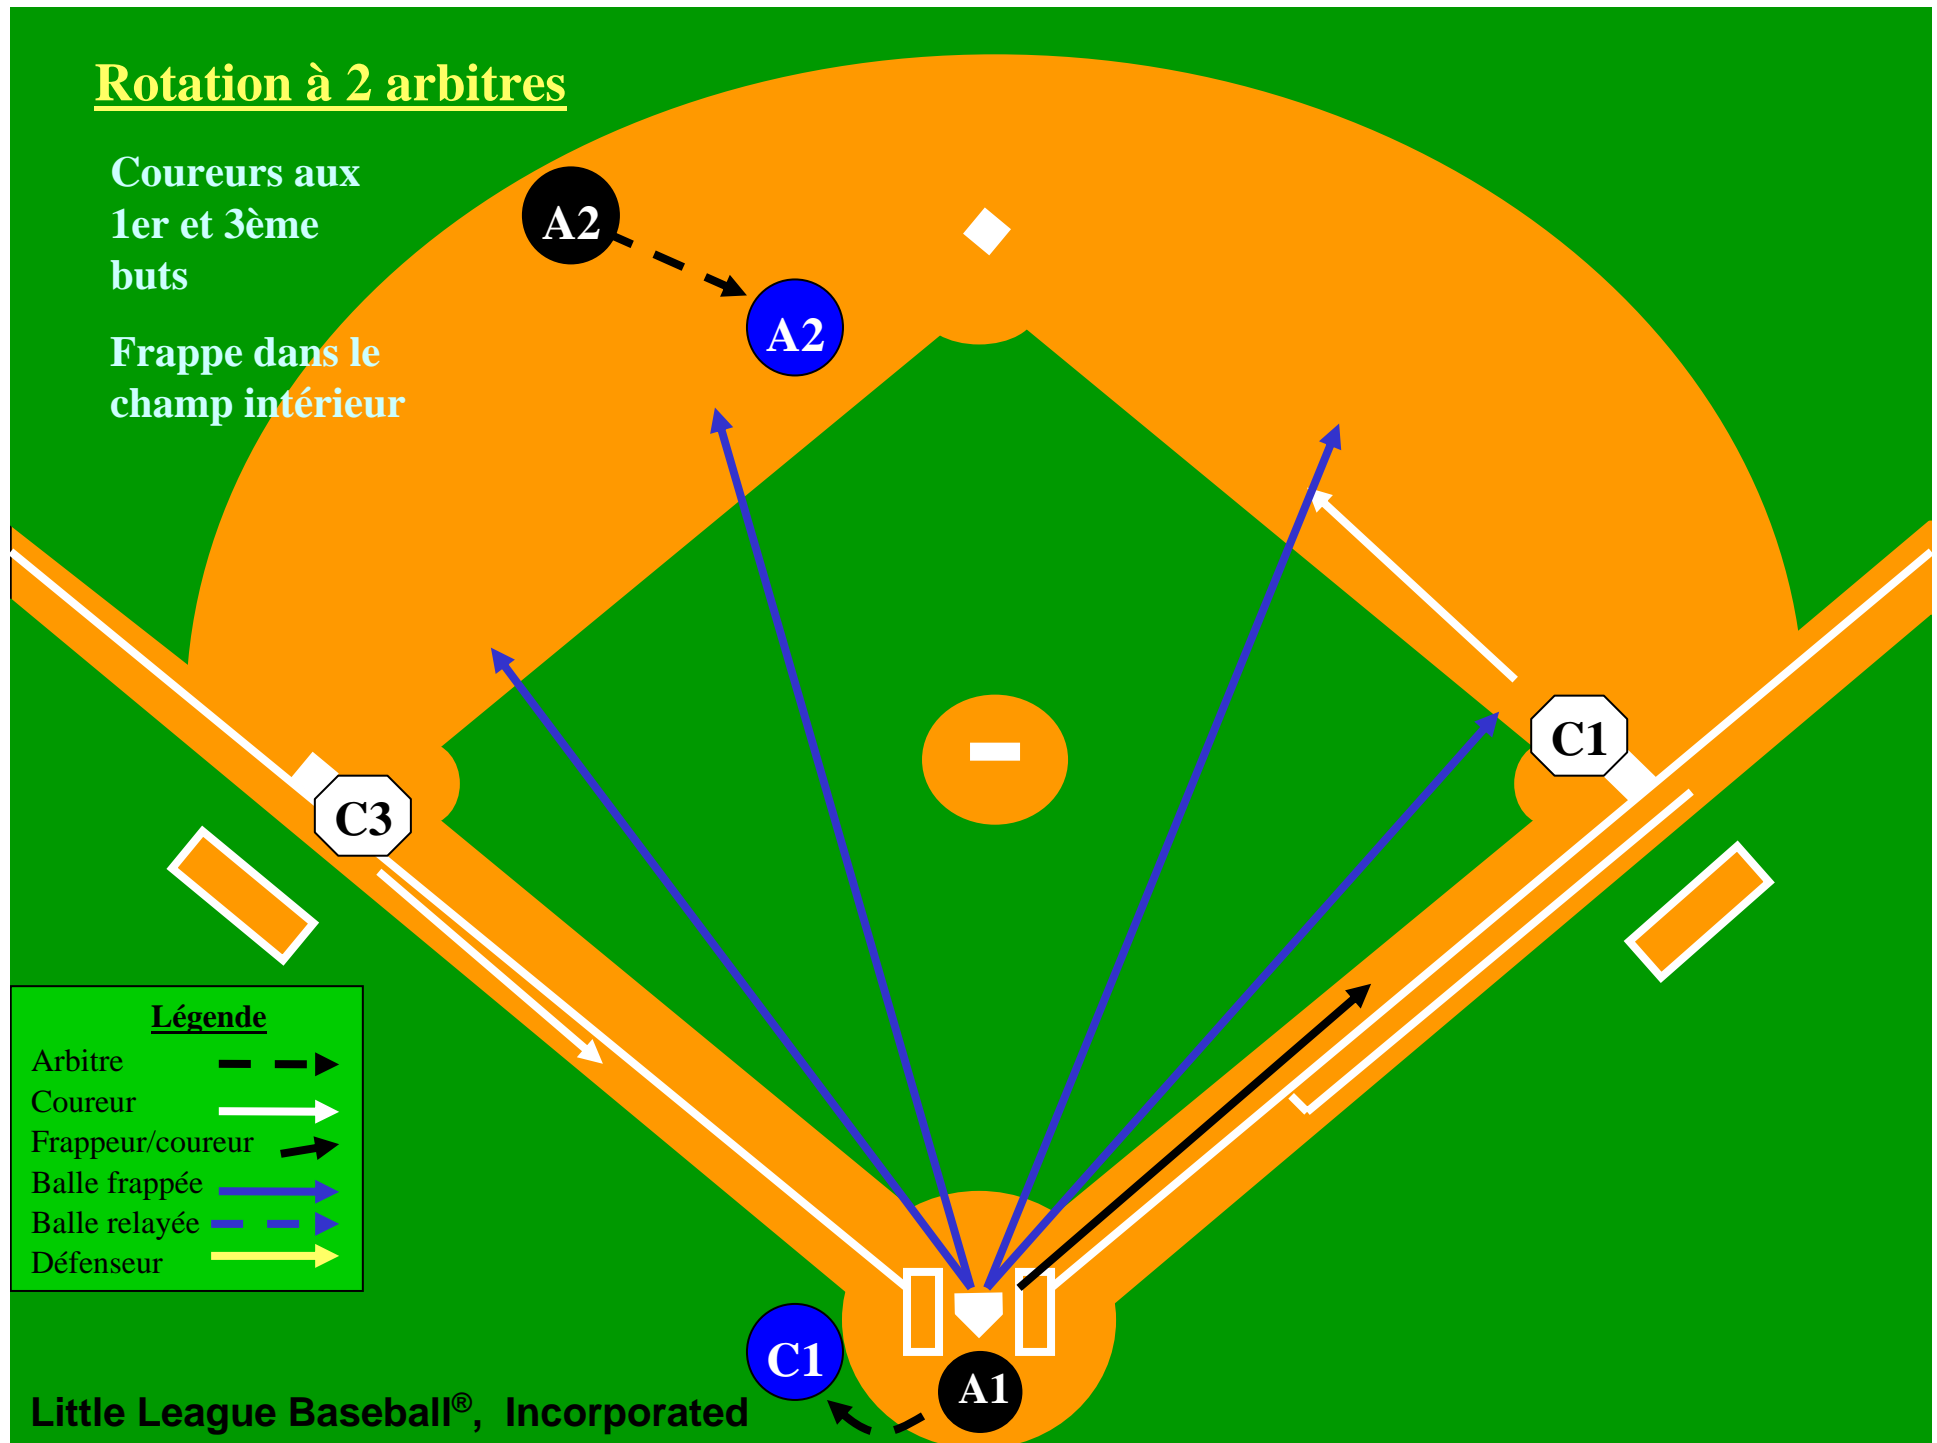 Rotation à 2 arbitres
Coureurs aux
1er et 3ème
buts
Frappe dans le
champ intérieur
A2
A2
C1
C3
Légende
Arbitre
Coureur
Frappeur/coureur
Balle frappée
Balle relayée
Défenseur
C1
A1
Little League Baseball®, Incorporated